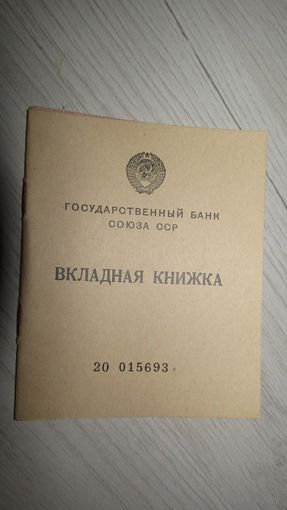 ГОСУДАРСТВЕННЫЙ БАНК
СОЮЗА ССР
ВКЛАДНАЯ КНИЖКА
20 015693